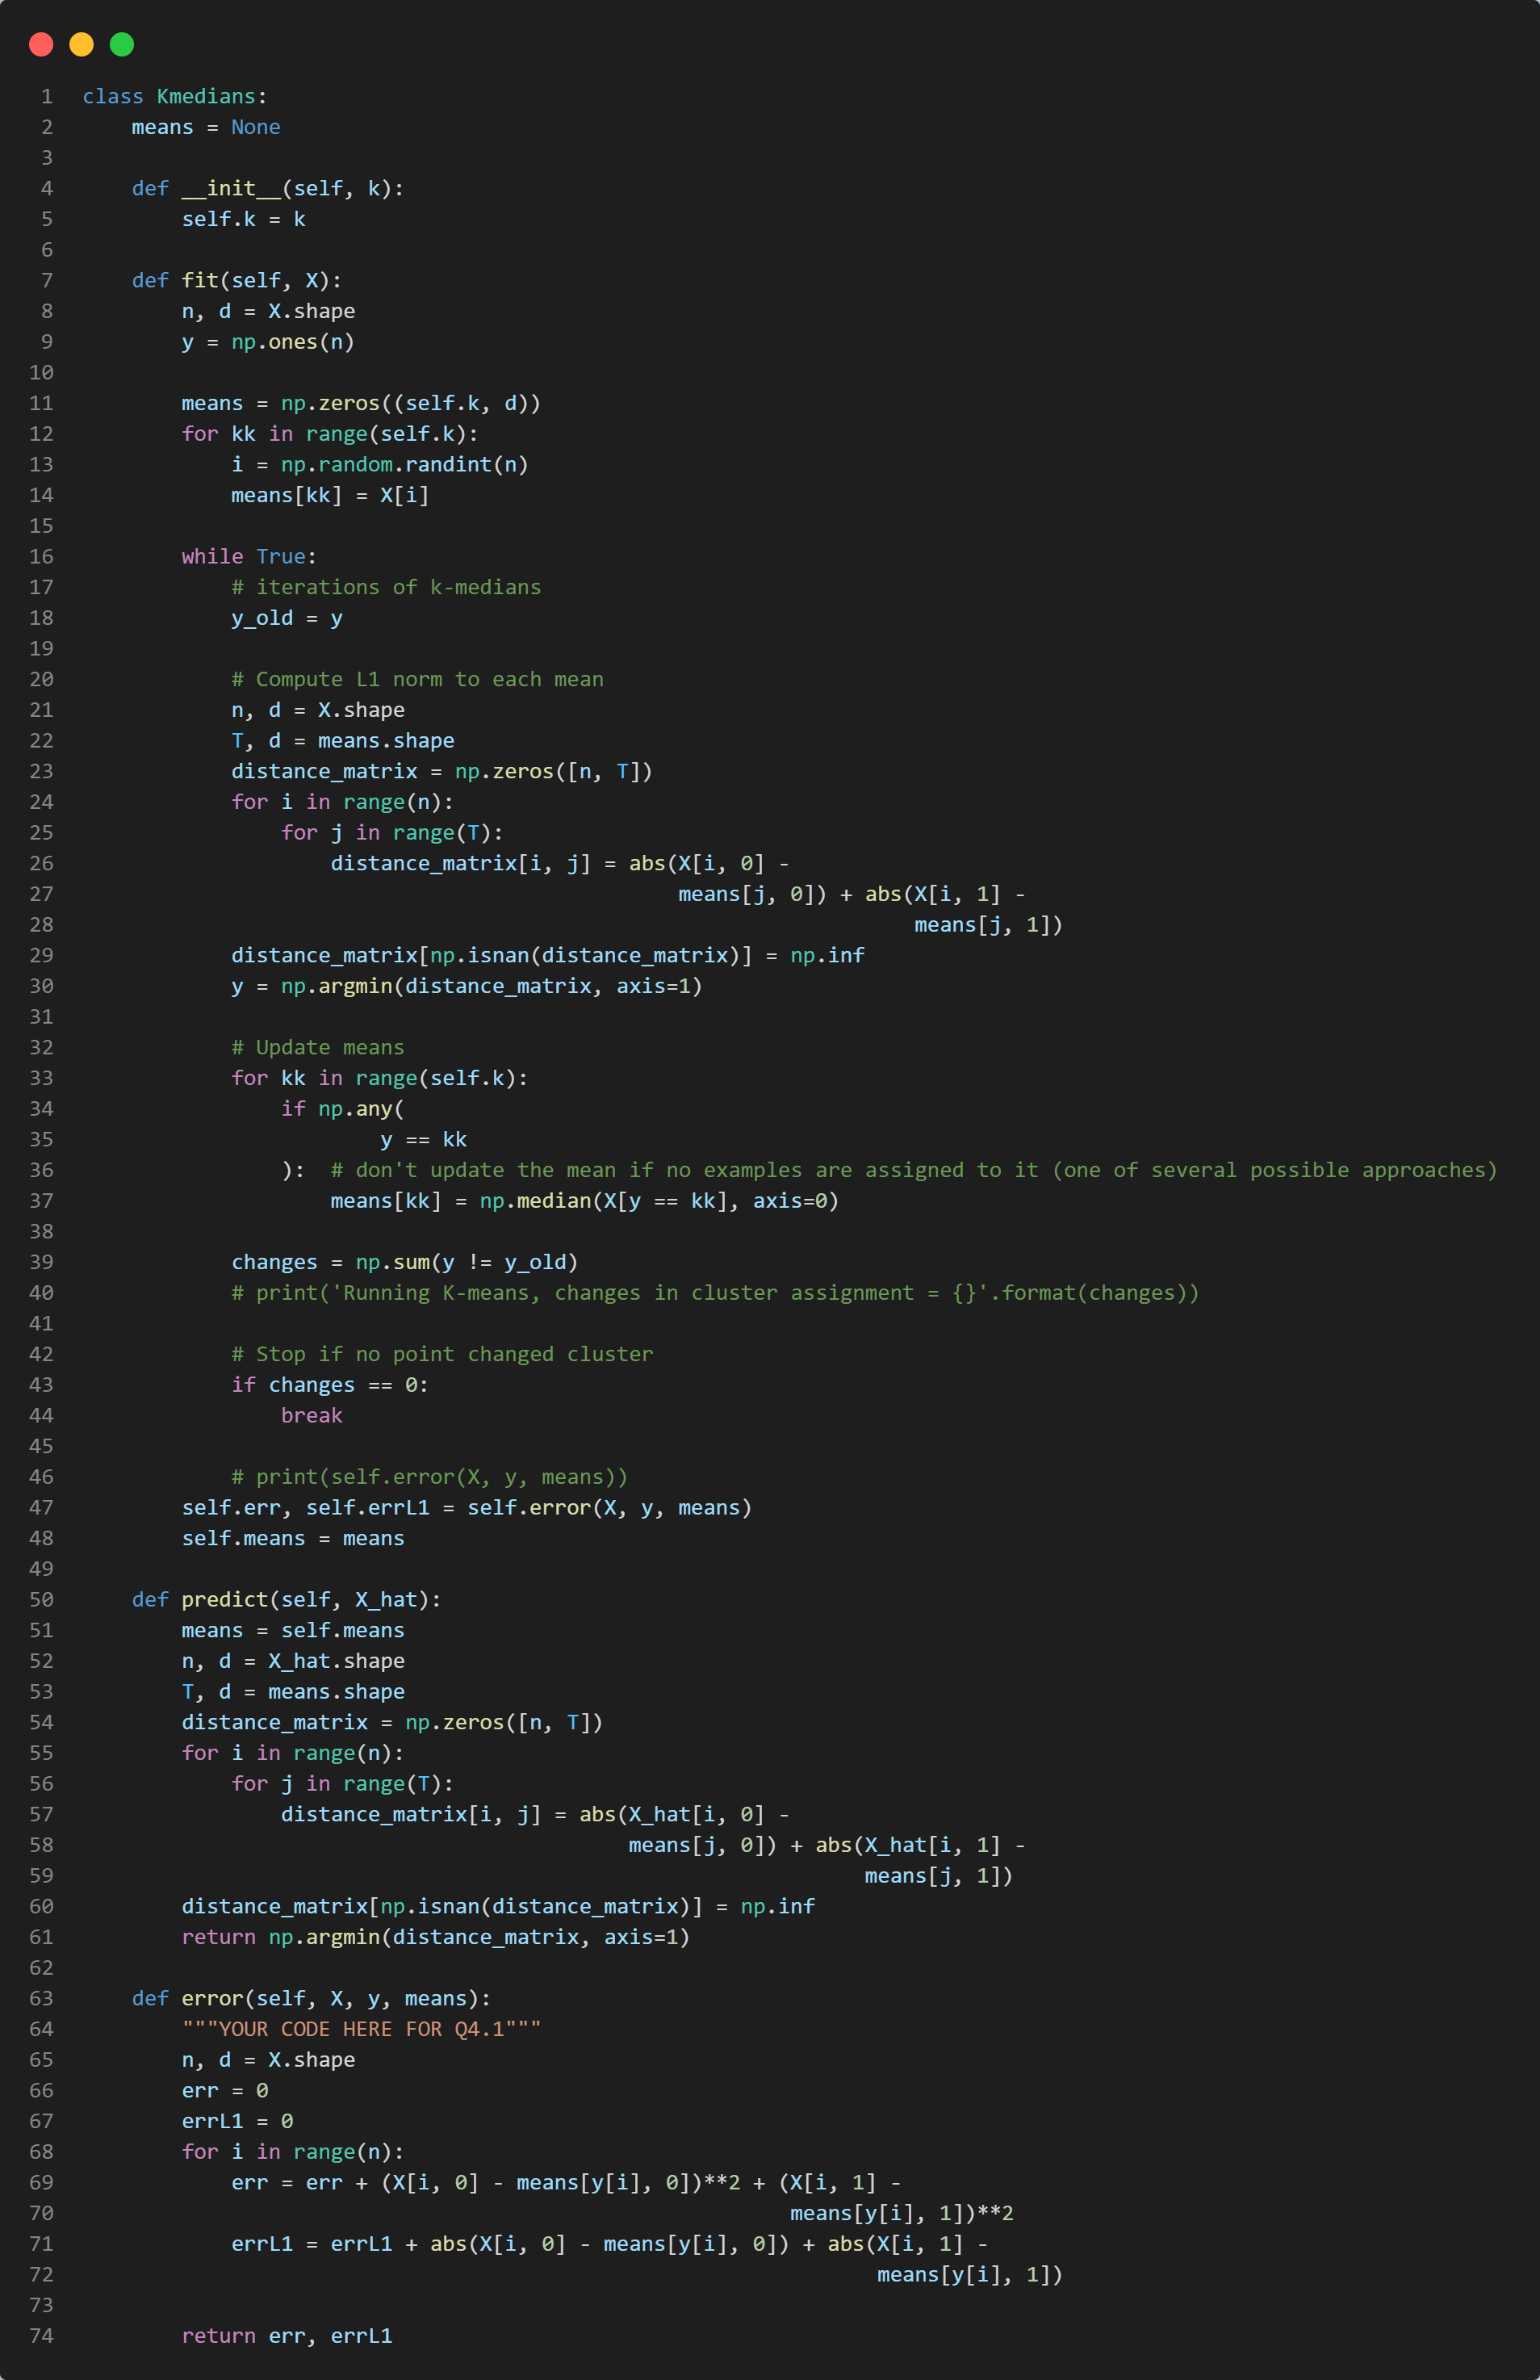 1 class Kmedians:
2     means = None
3
4     def __init__(self, k):
5         self.k = k
6
7     def fit(self, X):
8         n, d = X.shape
9         y = np.ones(n)
10
11         means = np.zeros((self.k, d))
12         for kk in range(self.k):
13             i = np.random.randint(n)
14             means[kk] = X[i]
15
16         while True:
17             # iterations of k-medians
18             y_old = y
19
20             # Compute L1 norm to each mean
21             n, d = X.shape
22             T, d = means.shape
23             distance_matrix = np.zeros([n, T])
24             for i in range(n):
25                 for j in range(T):
26                     distance_matrix[i, j] = abs(X[i, 0] -
27                                                 means[j, 0]) + abs(X[i, 1] -
28                                                                    means[j, 1])
29             distance_matrix[np.isnan(distance_matrix)] = np.inf
30             y = np.argmin(distance_matrix, axis=1)
31
32             # Update means
33             for kk in range(self.k):
34                 if np.any(
35                         y == kk
36                 ):  # don't update the mean if no examples are assigned to it (one of several possible approaches)
37                     means[kk] = np.median(X[y == kk], axis=0)
38
39             changes = np.sum(y != y_old)
40             # print('Running K-means, changes in cluster assignment = {}'.format(changes))
41
42             # Stop if no point changed cluster
43             if changes == 0:
44                 break
45
46             # print(self.error(X, y, means))
47         self.err, self.errL1 = self.error(X, y, means)
48         self.means = means
49
50     def predict(self, X_hat):
51         means = self.means
52         n, d = X_hat.shape
53         T, d = means.shape
54         distance_matrix = np.zeros([n, T])
55         for i in range(n):
56             for j in range(T):
57                 distance_matrix[i, j] = abs(X_hat[i, 0] -
58                                             means[j, 0]) + abs(X_hat[i, 1] -
59                                                                means[j, 1])
60         distance_matrix[np.isnan(distance_matrix)] = np.inf
61         return np.argmin(distance_matrix, axis=1)
62
63     def error(self, X, y, means):
64         """YOUR CODE HERE FOR Q4.1"""
65         n, d = X.shape
66         err = 0
67         errL1 = 0
68         for i in range(n):
69             err = err + (X[i, 0] - means[y[i], 0])**2 + (X[i, 1] -
70                                                          means[y[i], 1])**2
71             errL1 = errL1 + abs(X[i, 0] - means[y[i], 0]) + abs(X[i, 1] -
72                                                                 means[y[i], 1])
73
74         return err, errL1